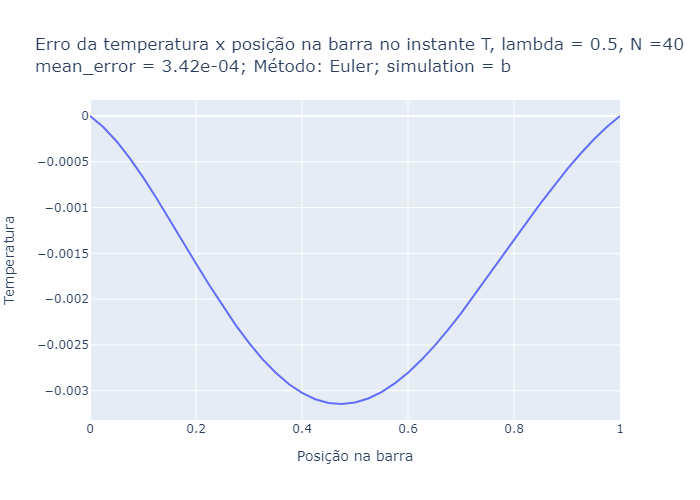 Erro da temperatura x posição na barra no instante T, lambda = 0.5, N =40
mean_error = 3.42e-04; Método: Euler; simulation = b
Temperatura
0
−0.0005
−0.001
−0.0015
−0.002
−0.0025
−0.003
0 0.2 0.4 0.6 0.8 1
Posição na barra